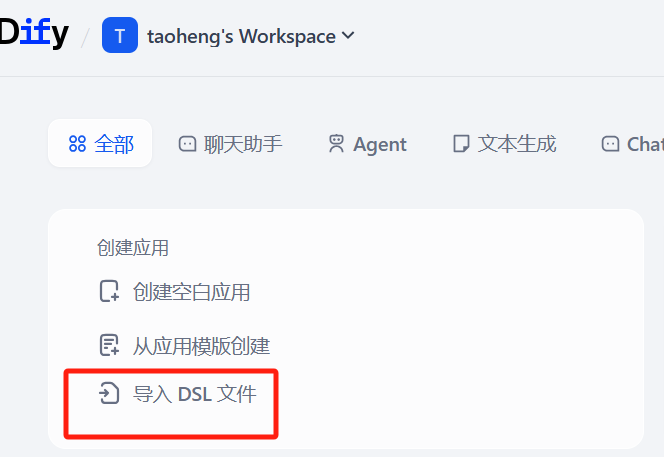 Dify / T taoheng's Workspace
全部 聊天助手 Agent 文本生成 Chat
创建应用
创建空白应用
从应用模版创建
导入 DSL 文件